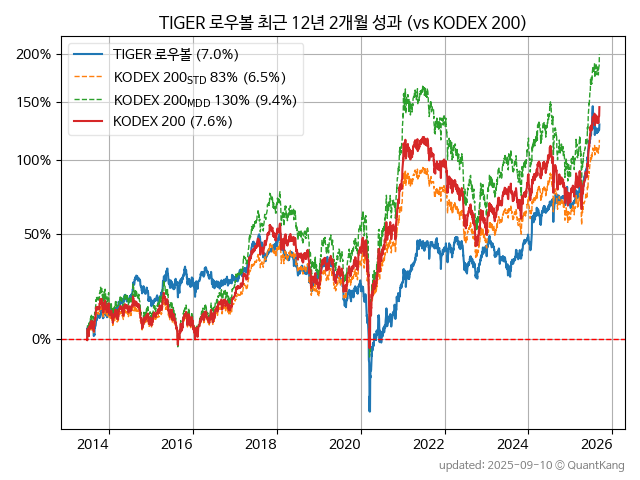 TIGER 로우볼 최근 12년 2개월 성과 (vs KODEX 200)
TIGER 로우볼 (7.0%)
KODEX 200STD 83% (6.5%)
KODEX 200MDD 130% (9.4%)
KODEX 200 (7.6%)
200%
150%
100%
50%
0%
2014 2016 2018 2020 2022 2024 2026
updated: 2025-09-10 © QuantKang